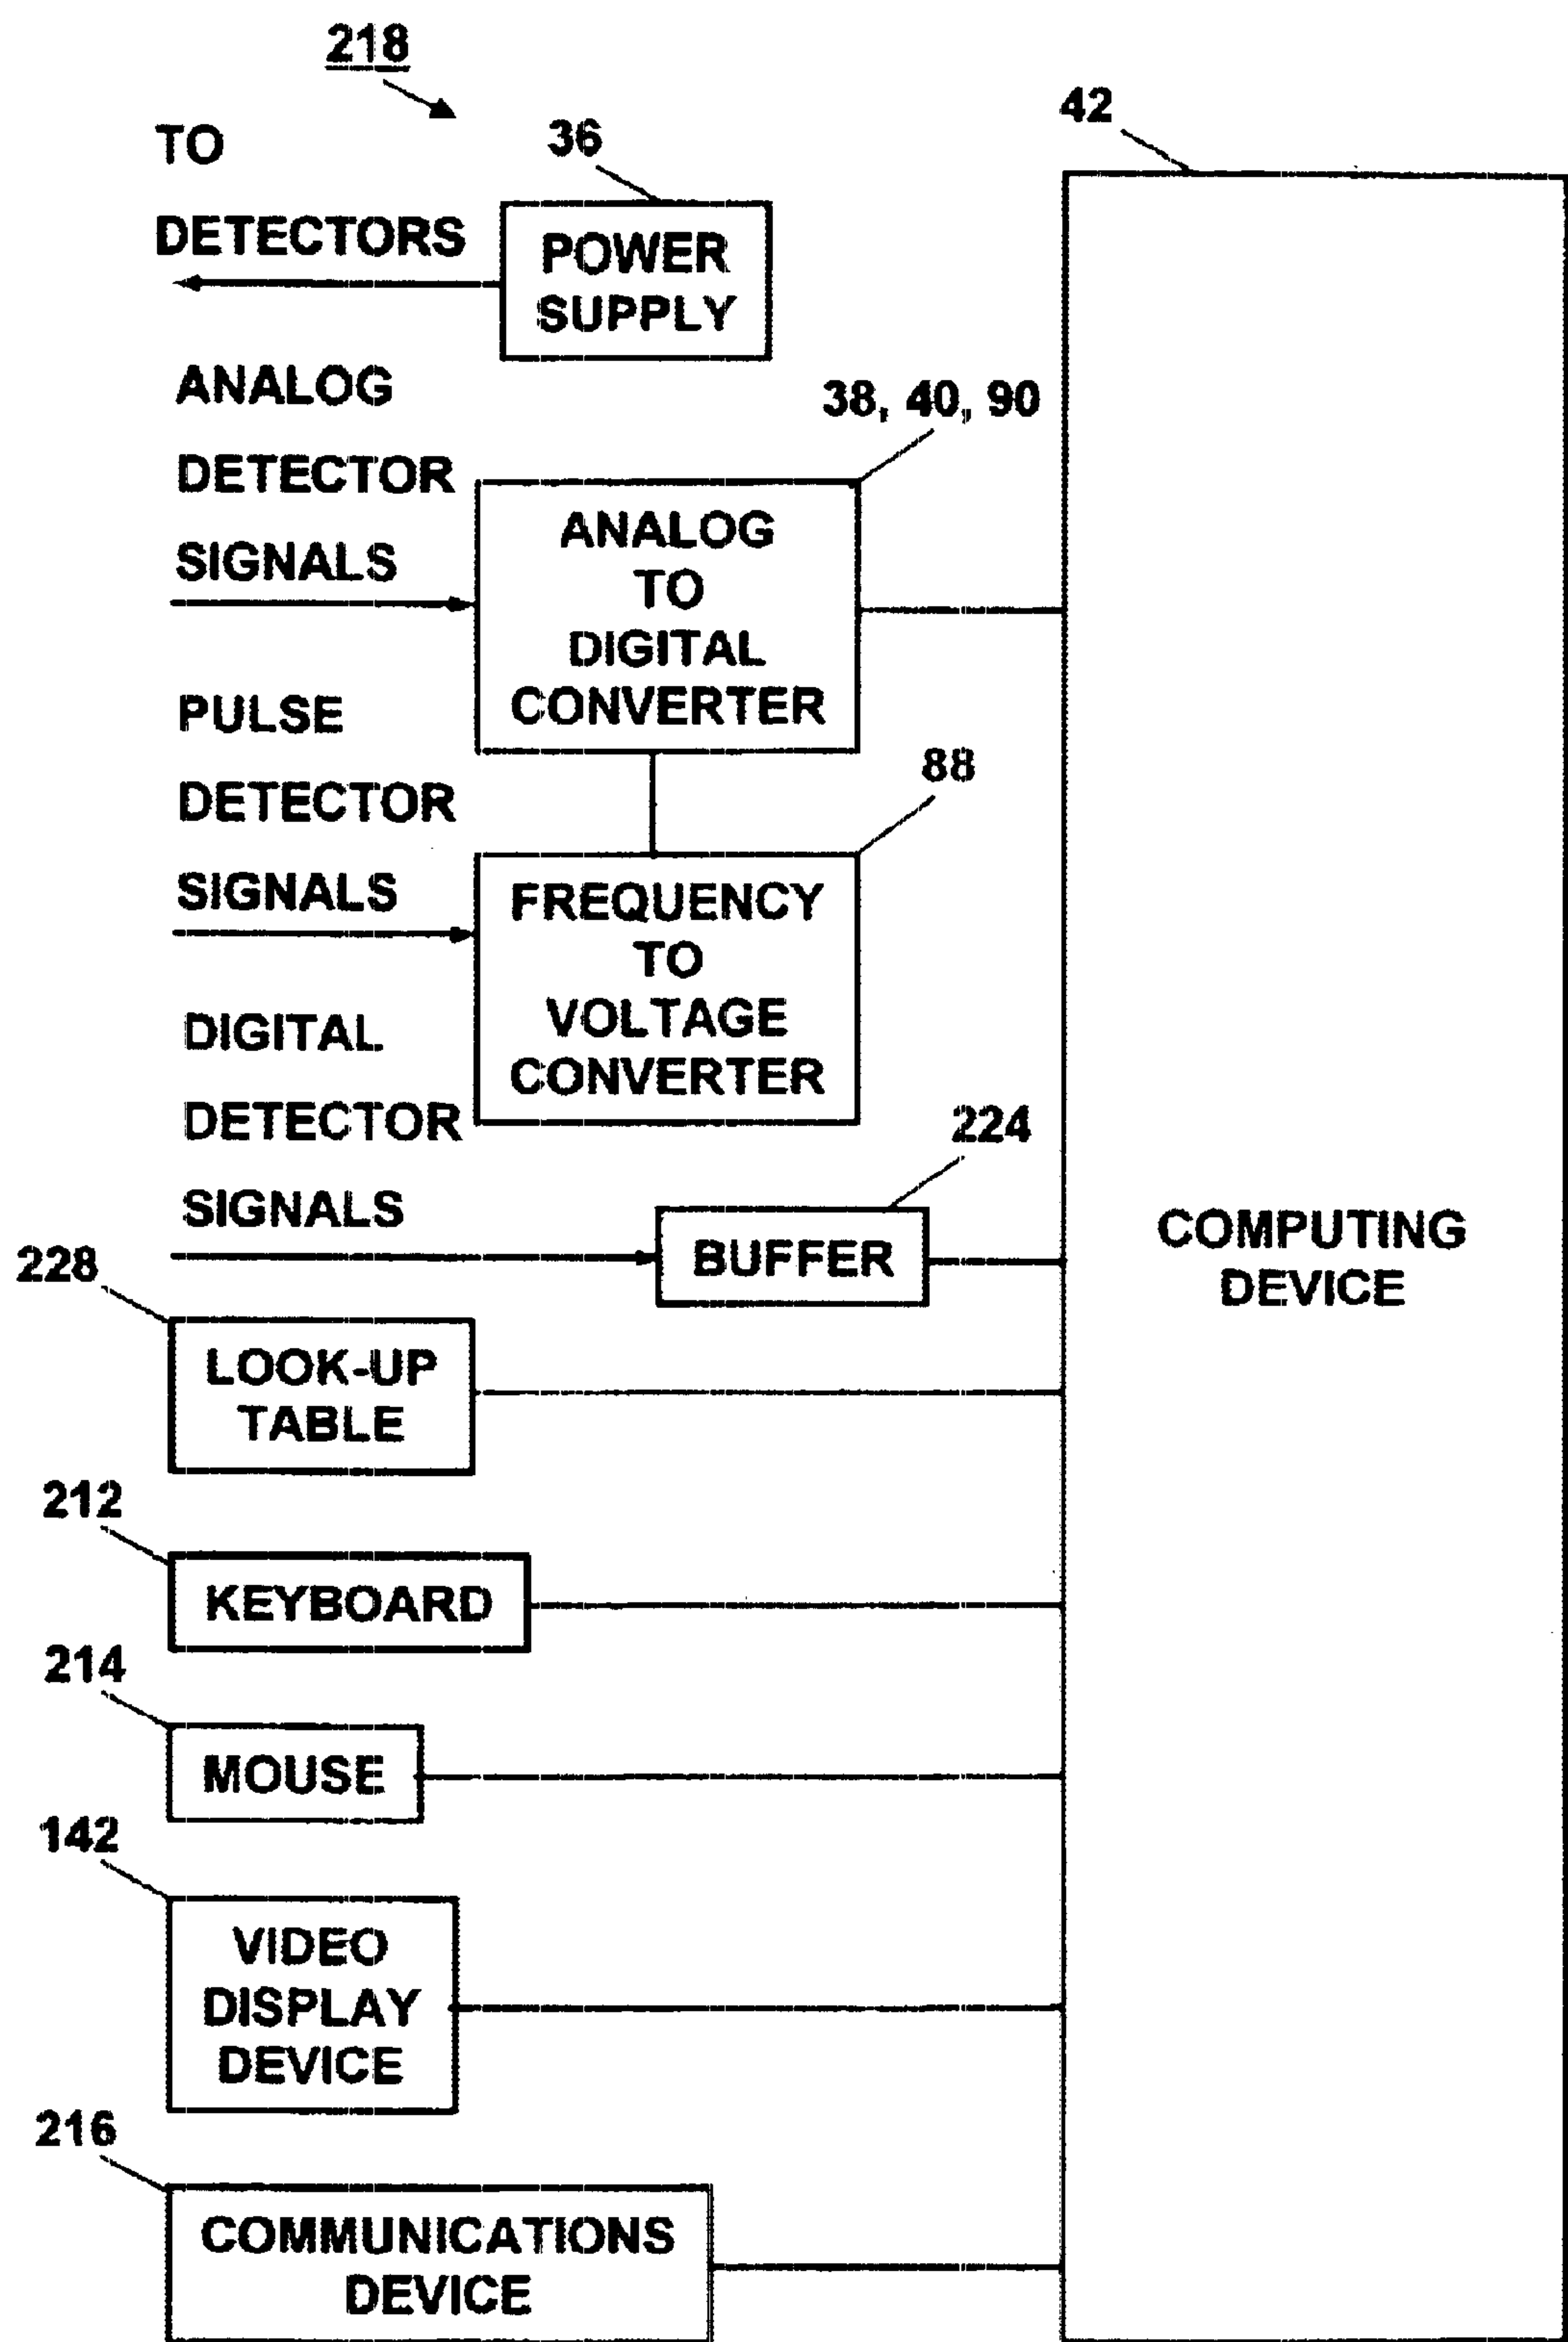 218
42
TO
DETECTORS
36
POWER
SUPPLY
ANALOG
DETECTOR
SIGNALS
38, 40, 90
ANALOG
TO
DIGITAL
CONVERTER
PULSE
DETECTOR
SIGNALS
88
FREQUENCY
TO
VOLTAGE
CONVERTER
DIGITAL
DETECTOR
SIGNALS
224
BUFFER
COMPUTING
DEVICE
228
LOOK-UP
TABLE
212
KEYBOARD
214
MOUSE
142
VIDEO
DISPLAY
DEVICE
216
COMMUNICATIONS
DEVICE